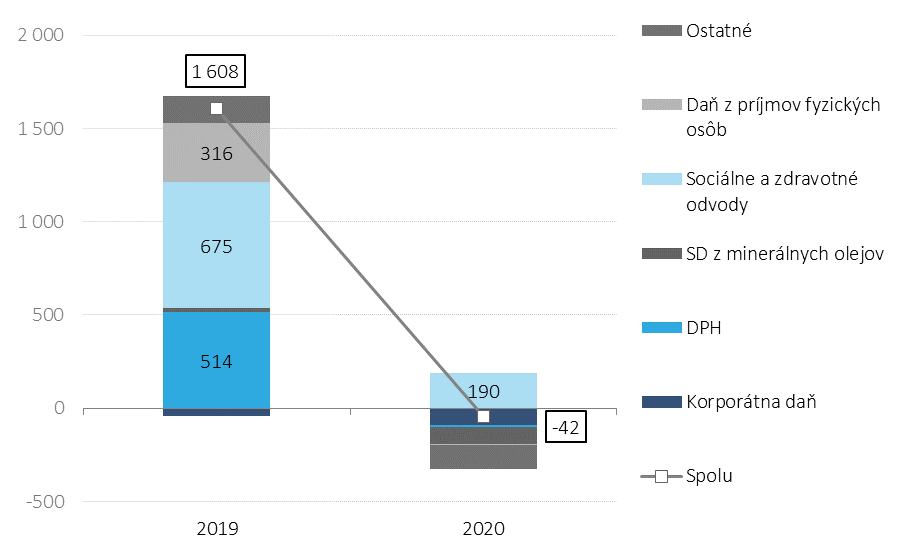 2 000
1 500
1 000
500
0
-500
1 608
316
675
514
190
-42
2019
2020
Ostatné
Daň z príjmov fyzických
osôb
Sociálne a zdravotné
odvody
SD z minerálnych olejov
DPH
Korporátna daň
Spolu